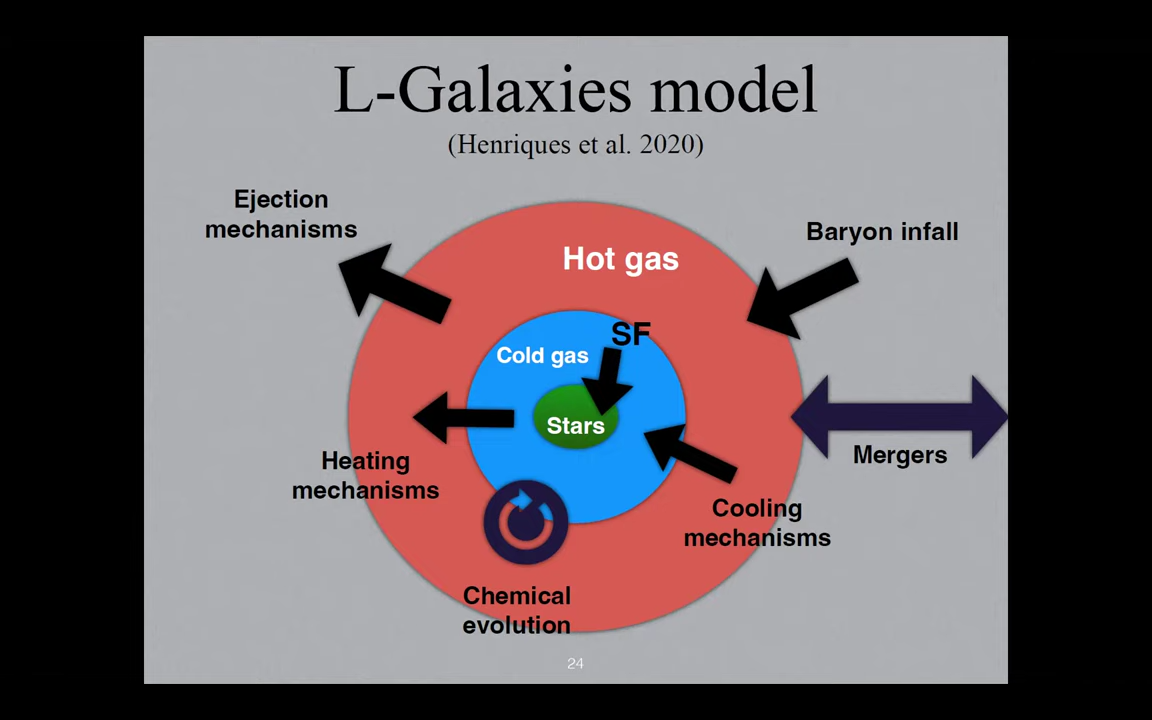 L-Galaxies model
(Henriques et al. 2020)
Ejection
mechanisms
Baryon infall
Hot gas
SF
Cold gas
Stars
Mergers
Heating
mechanisms
Cooling
mechanisms
Chemical
evolution
24